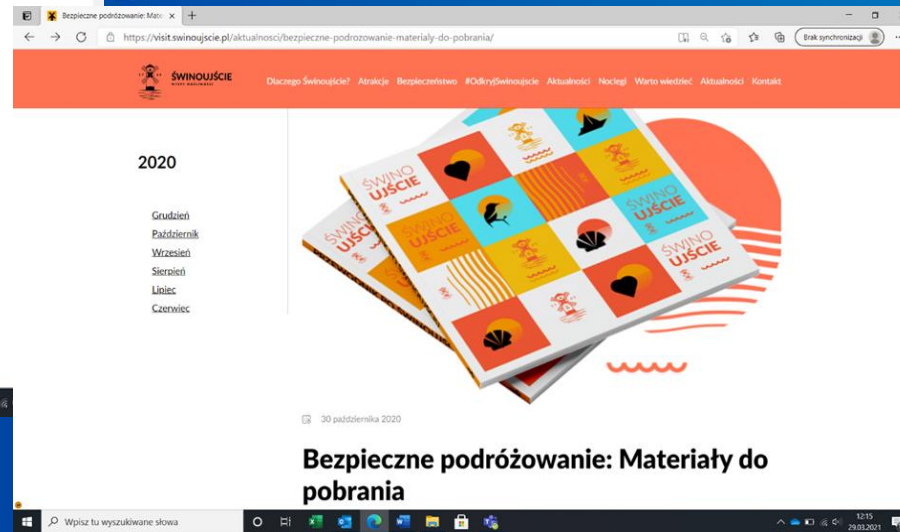 Bezpieczne podróżowanie: Mate
https://visit.swinoujscie.pl/aktualnosci/bezpieczne-podrozowanie-materialy-do-pobrania/
Brak synchronizacji
ŚWINOUJŚCIE
Dlaczego Świnoujście? Atrakcje Bezpieczeństwo #OdkryjSwinoujscie Aktualności Noclegi Warto wiedzieć Aktualności Kontakt
2020
Grudzień
Październik
Wrzesień
Sierpień
Lipiec
Czerwiec
ŚWINO
UJŚCIE
ŚWINO
UJŚCIE
ŚWINO
UJŚCIE
ŚWINO
UJŚCIE
ŚWINO
UJŚCIE
30 października 2020
Bezpieczne podróżowanie: Materiały do
pobrania
Wpisz tu wyszukiwane słowa
12:15
29.03.2021